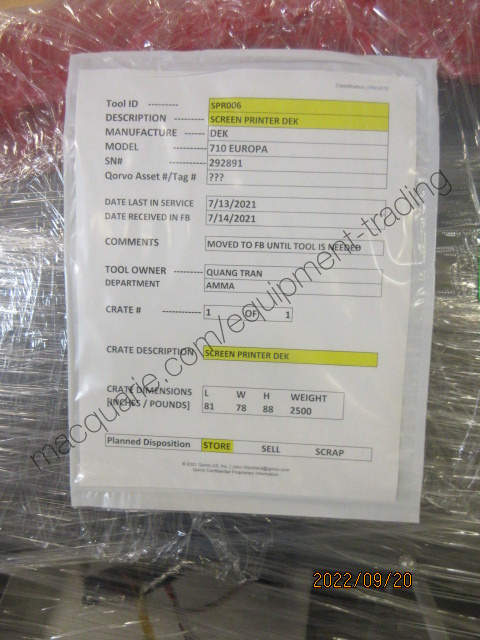 Tool ID --------- SPR006
DESCRIPTION --------- SCREEN PRINTER DEK
MANUFACTURE ------ DEK
MODEL ----------- 710 EUROPA
SN# ----------- 292891
Qorvo Asset #/Tag # ???
DATE LAST IN SERVICE 7/13/2021
DATE RECEIVED IN FB 7/14/2021
COMMENTS MOVED TO FB UNTIL TOOL IS NEEDED
TOOL OWNER -------- QUANG TRAN
DEPARTMENT AMMA
CRATE # ----------- 1 OF 1
CRATE DESCRIPTION SCREEN PRINTER DEK
CRATE DIMENSIONS L W H WEIGHT
[INCHES / POUNDS] 81 78 88 2500
Planned Disposition STORE SELL SCRAP
Qorvo Confidential Proprietary Information
macquarie.com/equipment-trading
2022/09/20